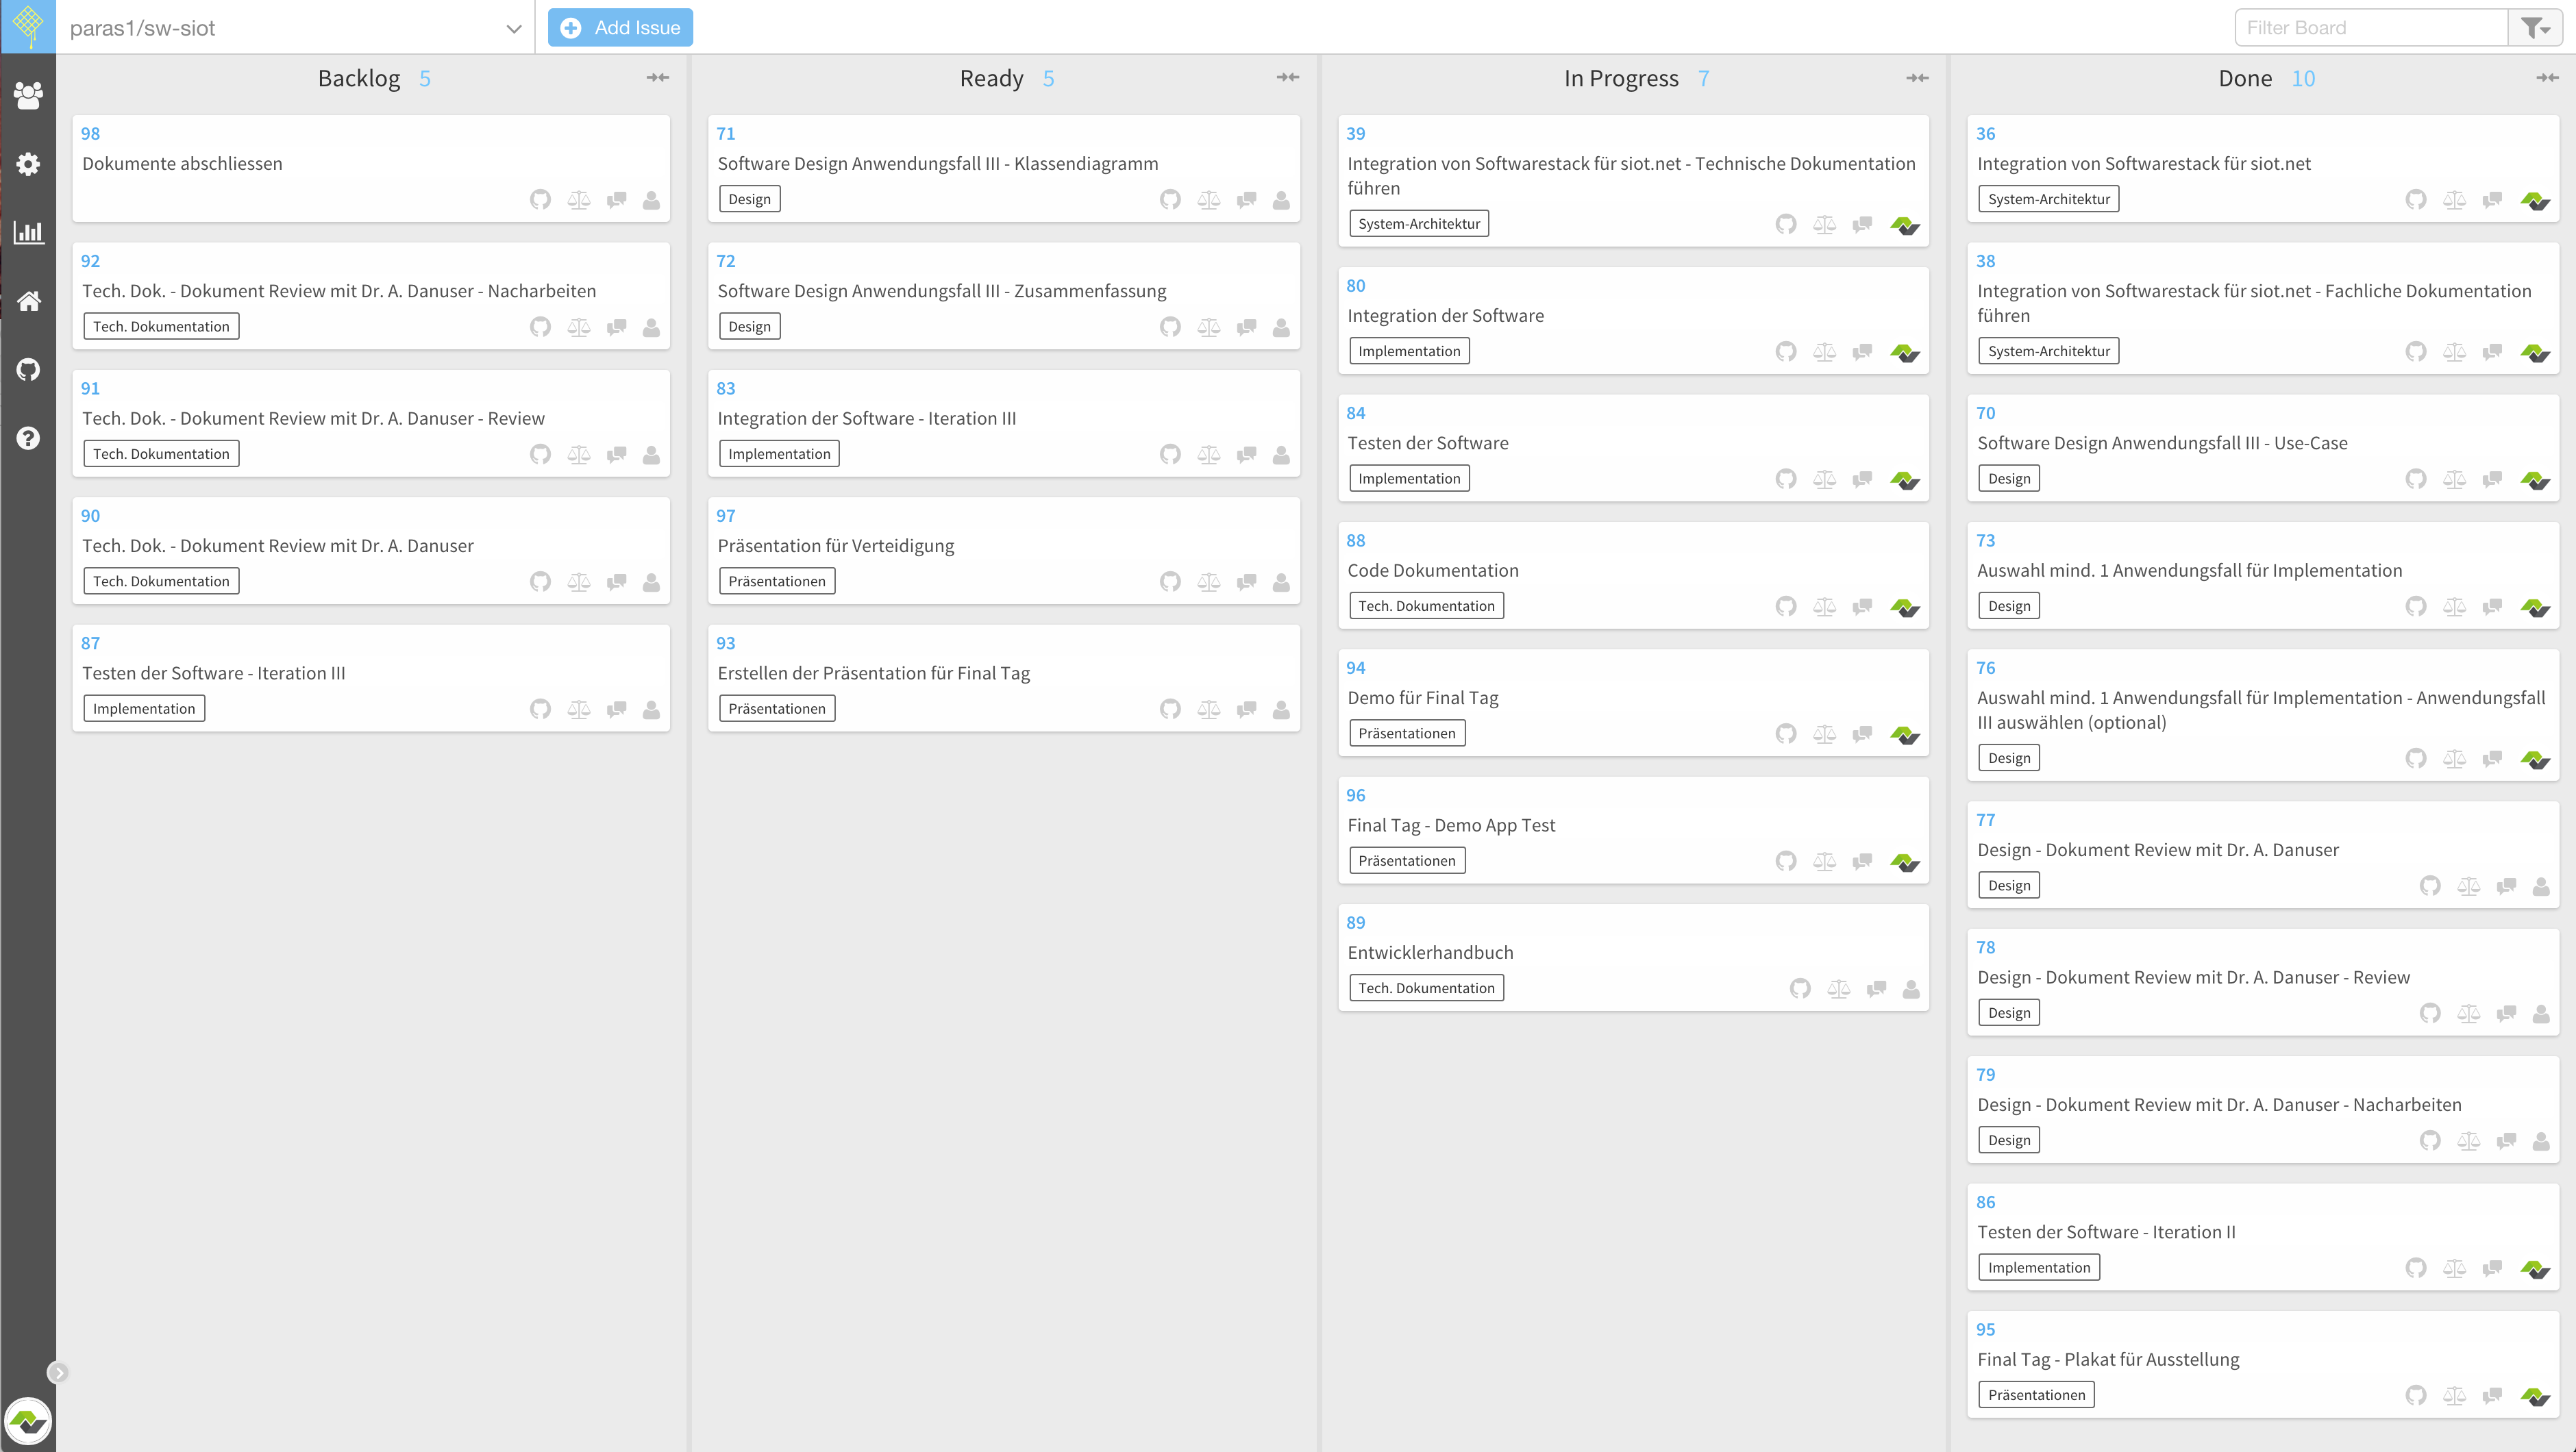 paras1/sw-siot
Add Issue
Filter Board
Backlog 5
98
Dokumente abschliessen
92
Tech. Dok. - Dokument Review mit Dr. A. Danuser - Nacharbeiten
Tech. Dokumentation
91
Tech. Dok. - Dokument Review mit Dr. A. Danuser - Review
Tech. Dokumentation
90
Tech. Dok. - Dokument Review mit Dr. A. Danuser
Tech. Dokumentation
87
Testen der Software - Iteration III
Implementation
Ready 5
71
Software Design Anwendungsfall III - Klassendiagramm
Design
72
Software Design Anwendungsfall III - Zusammenfassung
Design
83
Integration der Software - Iteration III
Implementation
97
Präsentation für Verteidigung
Präsentationen
93
Erstellen der Präsentation für Final Tag
Präsentationen
In Progress 7
39
Integration von Softwarestack für siot.net - Technische Dokumentation
führen
System-Architektur
80
Integration der Software
Implementation
84
Testen der Software
Implementation
88
Code Dokumentation
Tech. Dokumentation
94
Demo für Final Tag
Präsentationen
96
Final Tag - Demo App Test
Präsentationen
89
Entwicklerhandbuch
Tech. Dokumentation
Done 10
36
Integration von Softwarestack für siot.net
System-Architektur
38
Integration von Softwarestack für siot.net - Fachliche Dokumentation
führen
System-Architektur
70
Software Design Anwendungsfall III - Use-Case
Design
73
Auswahl mind. 1 Anwendungsfall für Implementation
Design
76
Auswahl mind. 1 Anwendungsfall für Implementation - Anwendungsfall
III auswählen (optional)
Design
77
Design - Dokument Review mit Dr. A. Danuser
Design
78
Design - Dokument Review mit Dr. A. Danuser - Review
Design
79
Design - Dokument Review mit Dr. A. Danuser - Nacharbeiten
Design
86
Testen der Software - Iteration II
Implementation
95
Final Tag - Plakat für Ausstellung
Präsentationen